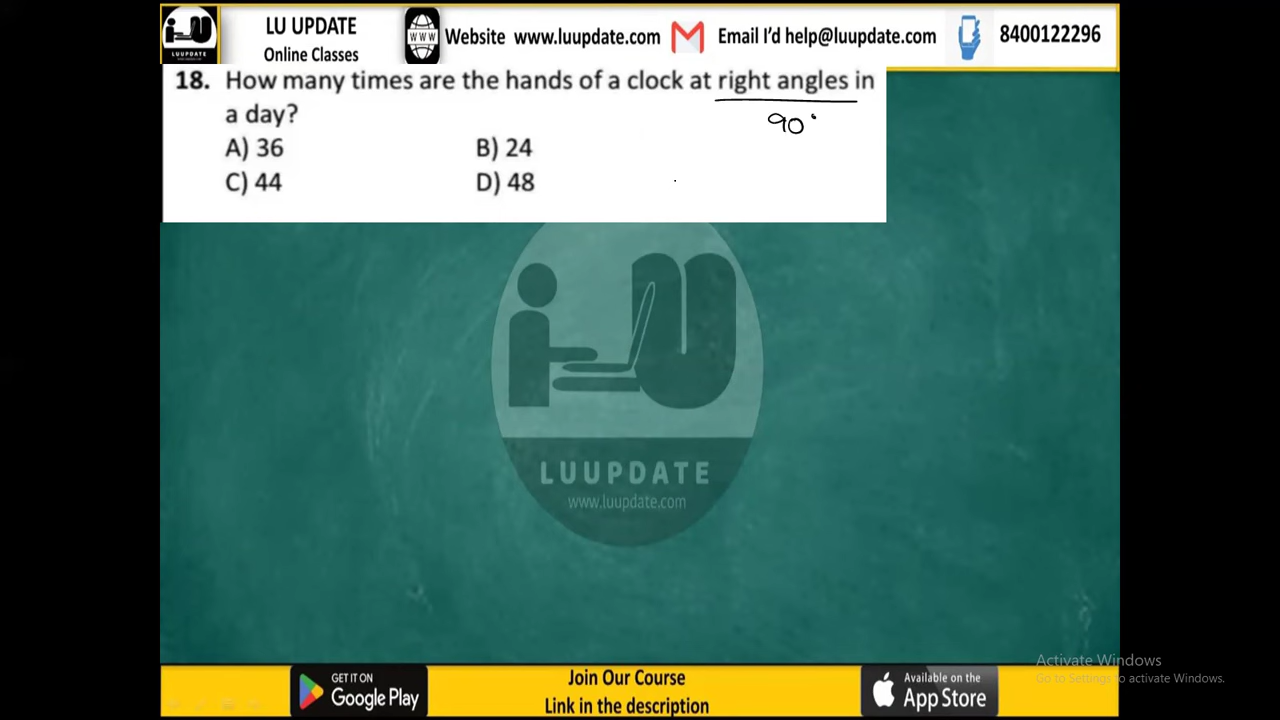 LU UPDATE
Online Classes
LUUPDATE
WWW
Website www.luupdate.com
Email I'd help@luupdate.com
8400122296
18. How many times are the hands of a clock at right angles in
a day?
90°
A) 36 B) 24
C) 44 D) 48
LUUPDATE
www.luupdate.com
Activate Windows
Go to Settings to activate Windows.
GET IT ON
Google Play
Join Our Course
Link in the description
Available on the
App Store